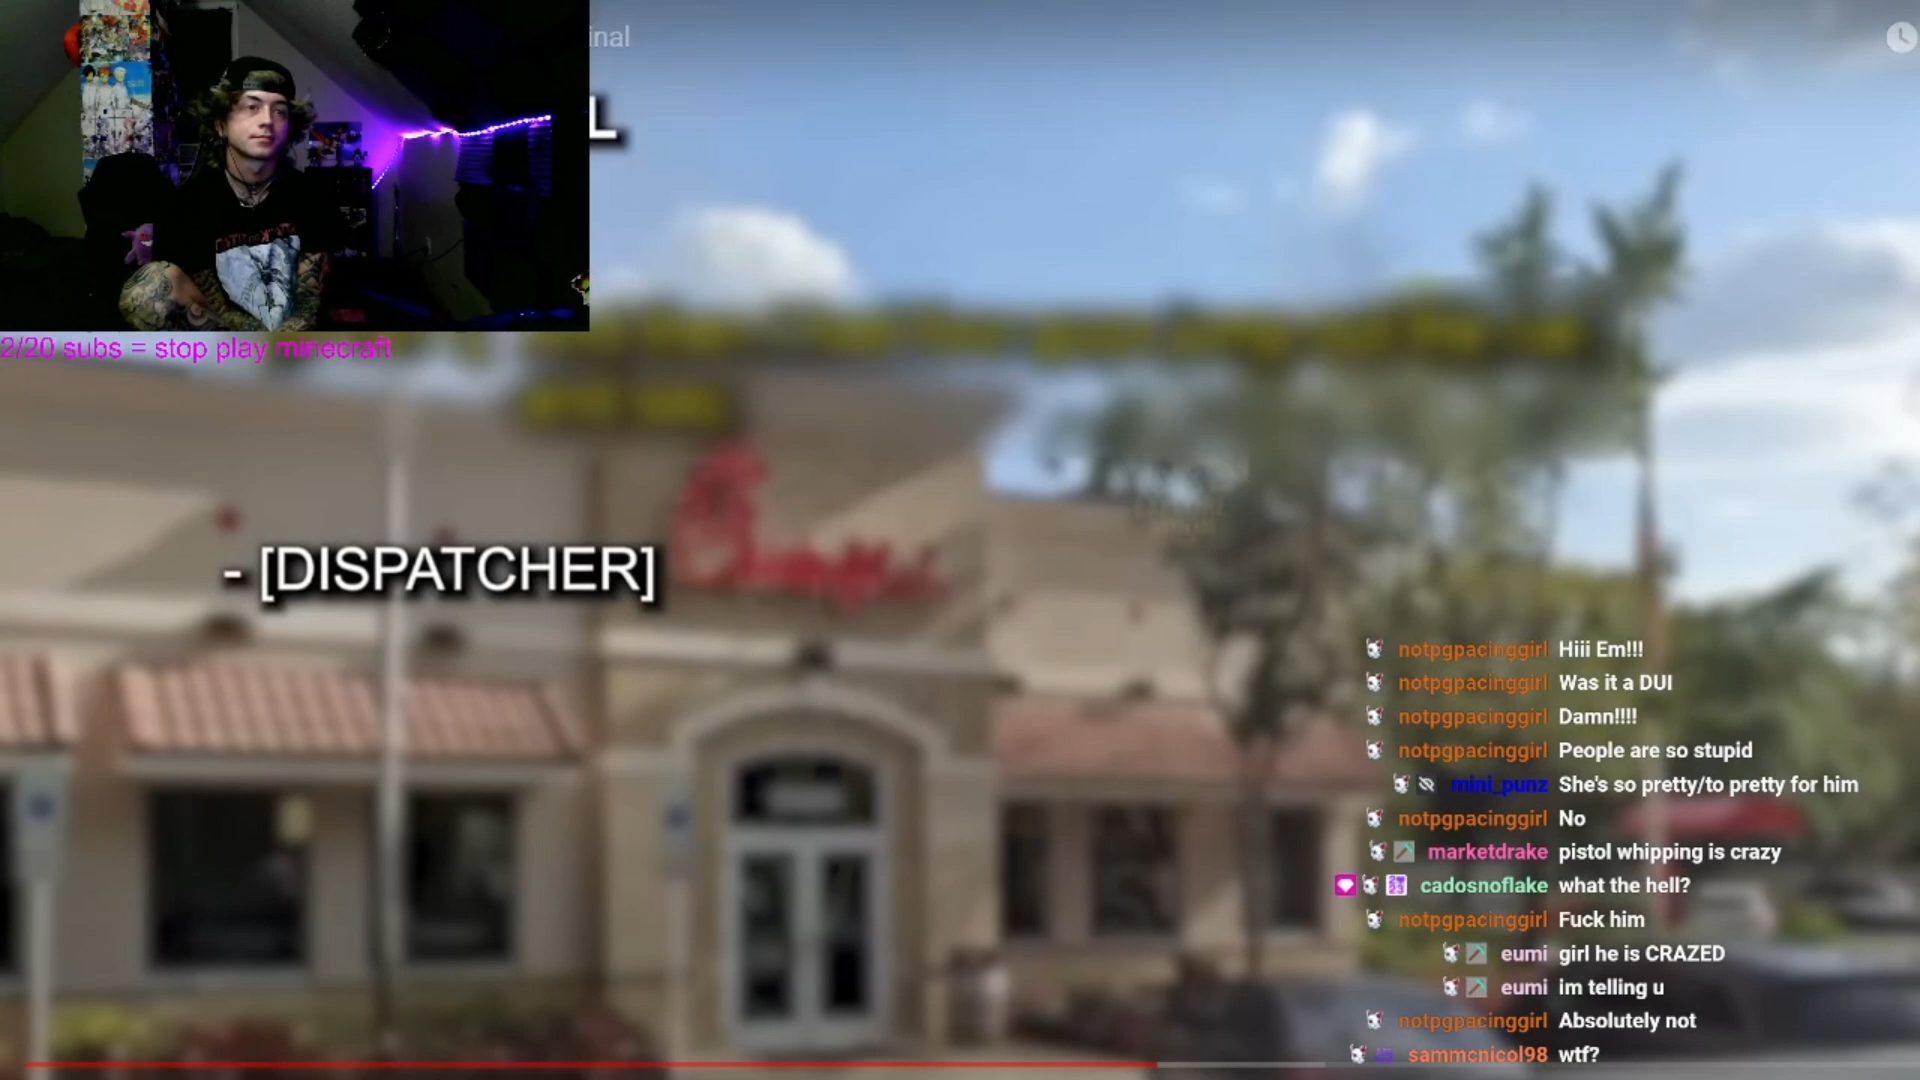 inal
L
2/20 subs = stop play minecraft
- [DISPATCHER]
notpgpacinggirl Hiii Em!!!
notpgpacinggirl Was it a DUI
notpgpacinggirl Damn!!!!
notpgpacinggirl People are so stupid
mini_punz She's so pretty/to pretty for him
notpgpacinggirl No
marketdrake pistol whipping is crazy
cadosnoflake what the hell?
notpgpacinggirl Fuck him
eumi girl he is CRAZED
eumi im telling u
notpgpacinggirl Absolutely not
sammcnicol98 wtf?